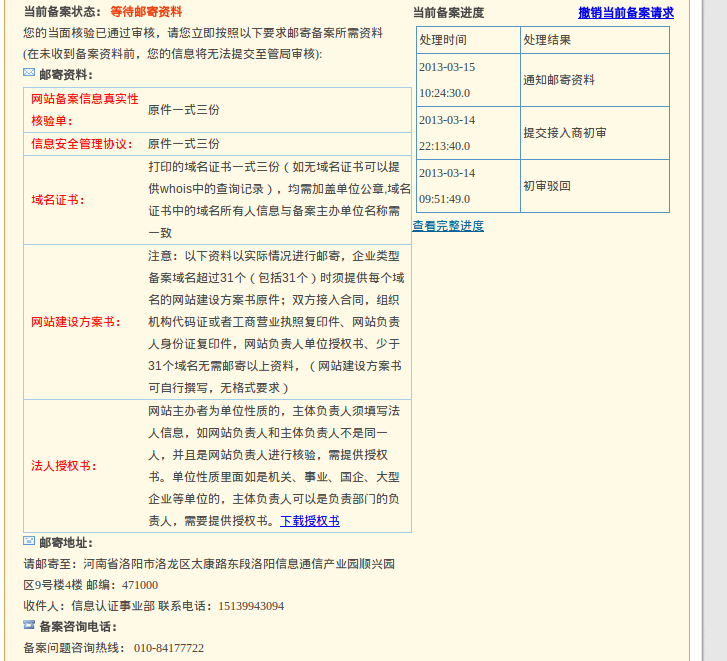 当前备案状态： 等待邮寄资料
您的当面核验已通过审核，请您立即按照以下要求邮寄备案所需资料
(在未收到备案资料前，您的信息将无法提交至管局审核)：
邮寄资料：
网站备案信息真实性
核验单：
原件一式三份
信息安全管理协议：
原件一式三份
域名证书：
打印的域名证书一式三份（如无域名证书可以提
供whois中的查询记录），均需加盖单位公章,域名
证书中的域名所有人信息与备案主办单位名称需
一致
网站建设方案书：
注意：以下资料以实际情况进行邮寄，企业类型
备案域名超过31个（包括31个）时须提供每个域
名的网站建设方案书原件；双方接入合同，组织
机构代码证或者工商营业执照复印件、网站负责
人身份证复印件，网站负责人单位授权书、少于
31个域名无需邮寄以上资料，（网站建设方案书
可自行撰写，无格式要求）
法人授权书：
网站主办者为单位性质的，主体负责人须填写法
人信息，如网站负责人和主体负责人不是同一
人，并且是网站负责人进行核验，需提供授权
书。单位性质里面如是机关、事业、国企、大型
企业等单位的，主体负责人可以是负责部门的负
责人，需要提供授权书。下载授权书
邮寄地址：
请邮寄至：河南省洛阳市洛龙区太康路东段洛阳信息通信产业园顺兴园
区9号楼4楼 邮编：471000
收件人：信息认证事业部 联系电话：15139943094
备案咨询电话：
备案问题咨询热线： 010-84177722
当前备案进度
撤销当前备案请求
处理时间 处理结果
2013-03-15
10:24:30.0
通知邮寄资料
2013-03-14
22:13:40.0
提交接入商初审
2013-03-14
09:51:49.0
初审驳回
查看完整进度